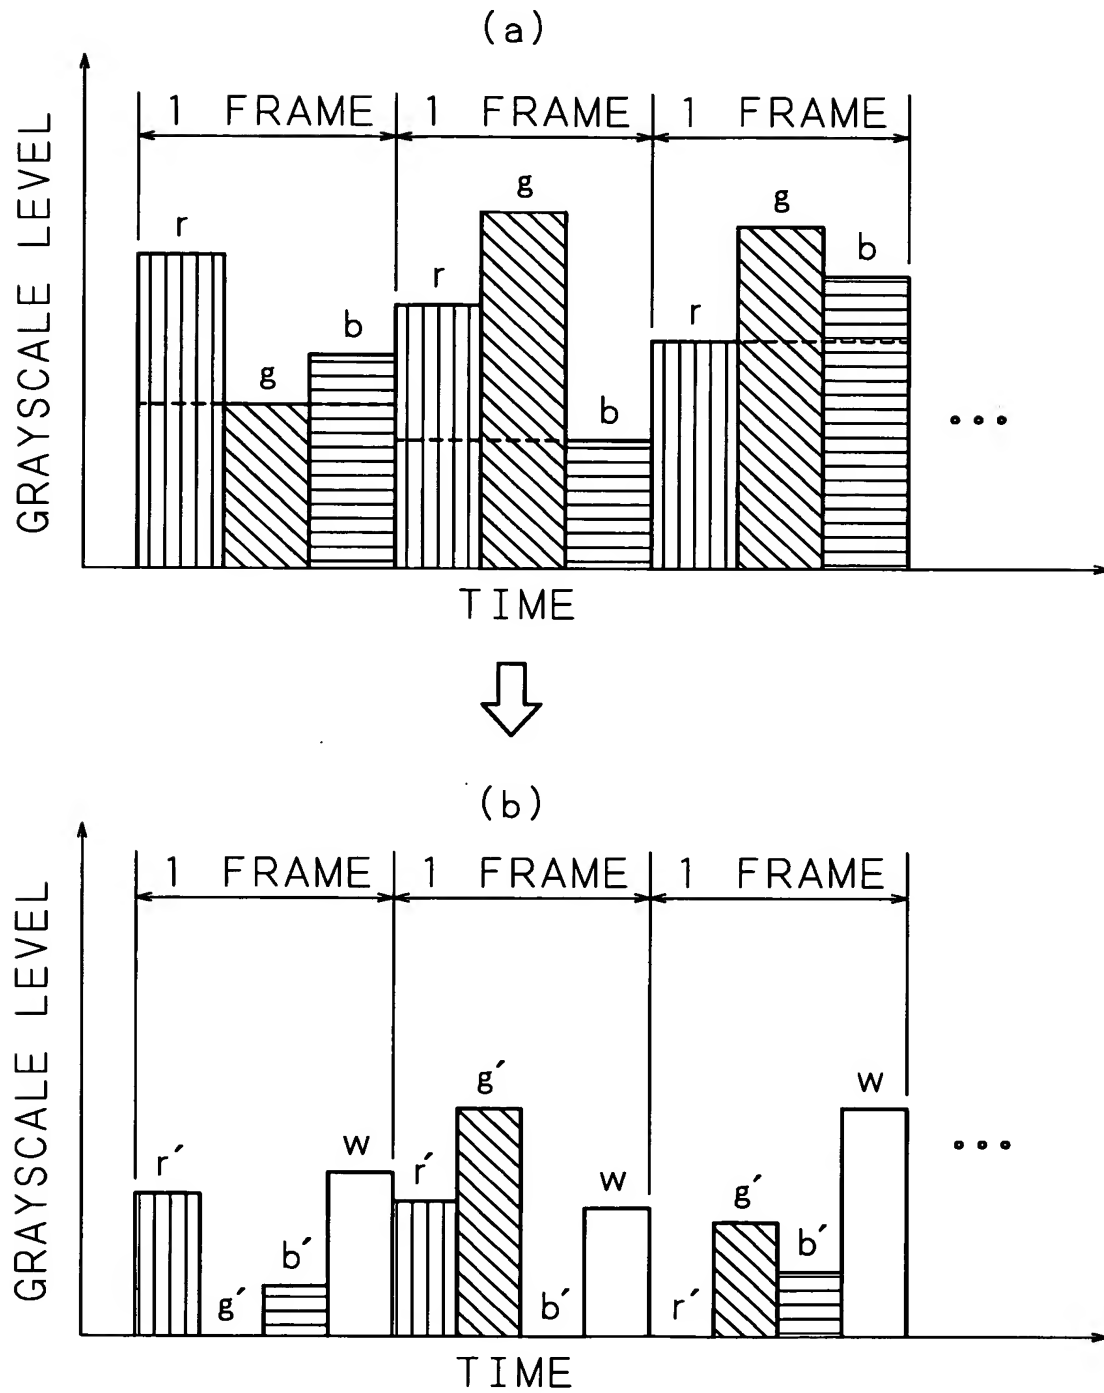 (a)
1 FRAME 1 FRAME 1 FRAME
GRAYSCALE LEVEL
r g b r g b r g b
...
TIME
(b)
1 FRAME 1 FRAME 1 FRAME
GRAYSCALE LEVEL
r´ g´ b´ w r´ g´ b´ w r´ g´ b´ w
...
TIME